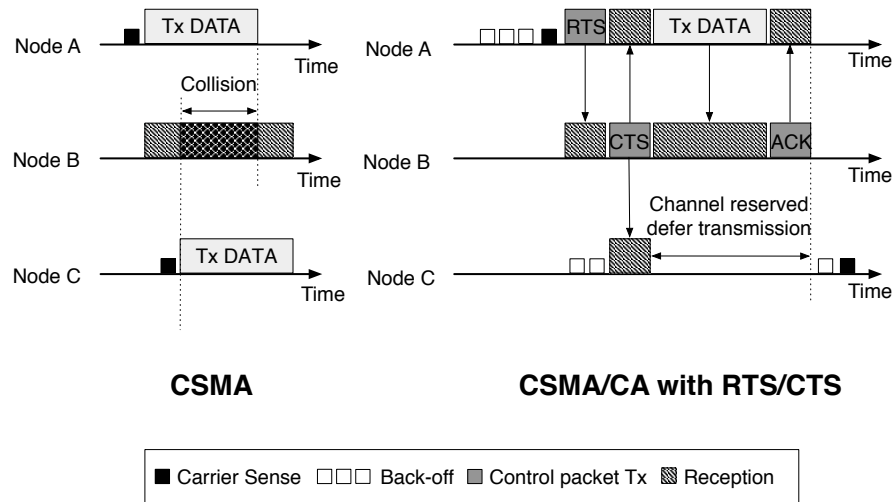 Node A
Tx DATA
Time
Collision
Node B
Time
Node C
Tx DATA
Time
CSMA
Node A
RTS
Tx DATA
Time
Node B
CTS
ACK
Time
Channel reserved
defer transmission
Node C
Time
CSMA/CA with RTS/CTS
Carrier Sense
Back-off
Control packet Tx
Reception